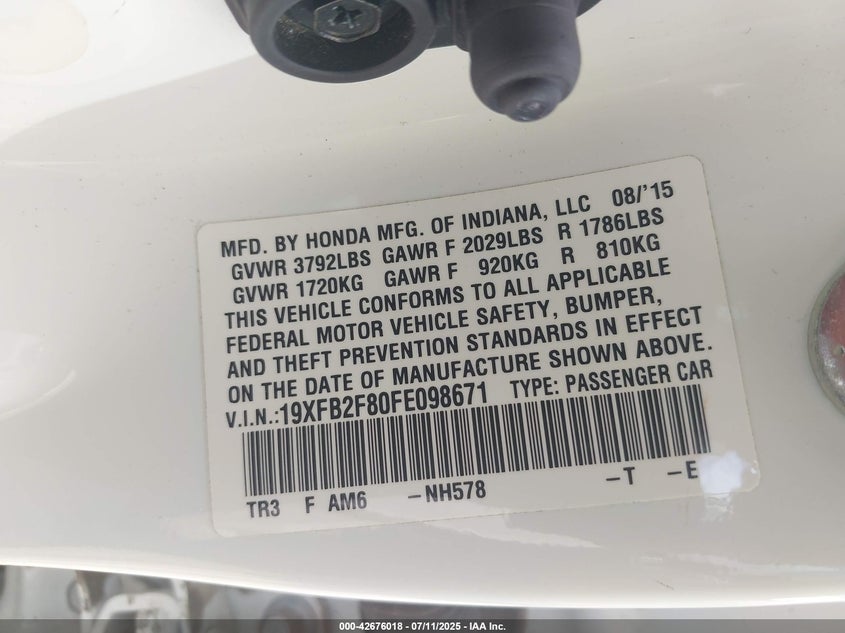 MFD. BY HONDA MFG. OF INDIANA, LLC 08/'15
GVWR 3792LBS GAWR F 2029LBS R 1786LBS
GVWR 1720KG GAWR F 920KG R 810KG
THIS VEHICLE CONFORMS TO ALL APPLICABLE
FEDERAL MOTOR VEHICLE SAFETY, BUMPER,
AND THEFT PREVENTION STANDARDS IN EFFECT
ON THE DATE OF MANUFACTURE SHOWN ABOVE.
V.I.N.:19XFB2F80FE098671 TYPE: PASSENGER CAR
TR3 F AM6 -NH578 -T -E
000-42676018 - 07/11/2025 - IAA Inc.